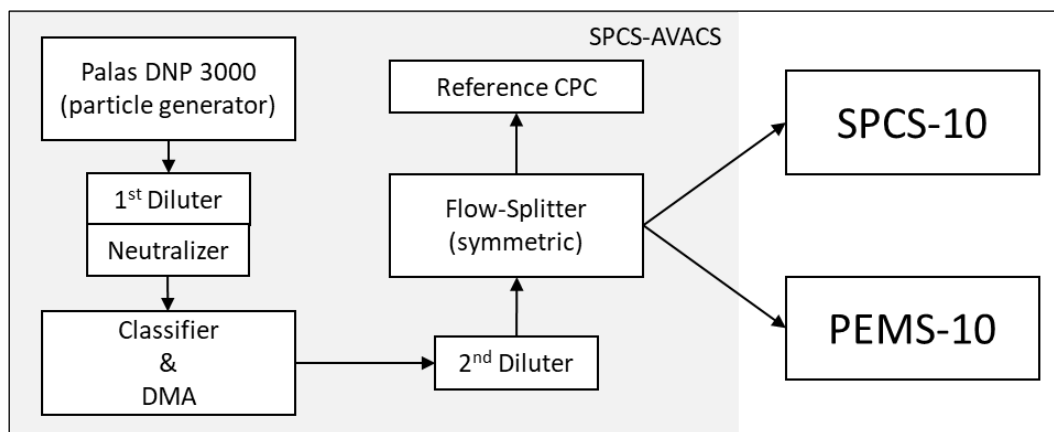 SPCS-AVACS
Palas DNP 3000
(particle generator)
1st Diluter
Neutralizer
Classifier
&
DMA
2nd Diluter
Flow-Splitter
(symmetric)
Reference CPC
SPCS-10
PEMS-10